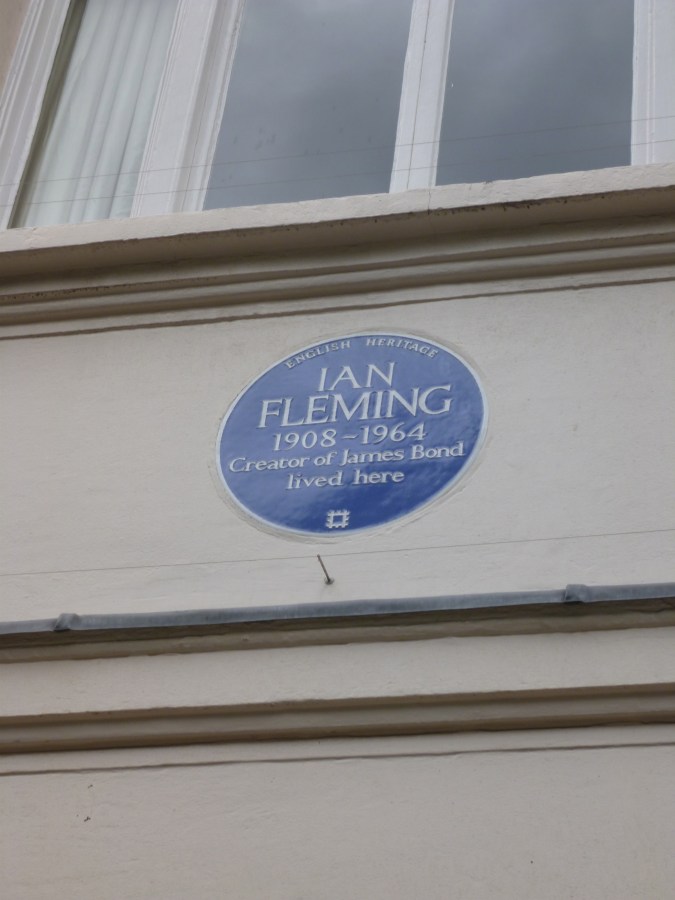 ENGLISH HERITAGE
IAN
FLEMING
1908–1964
Creator of James Bond
lived here